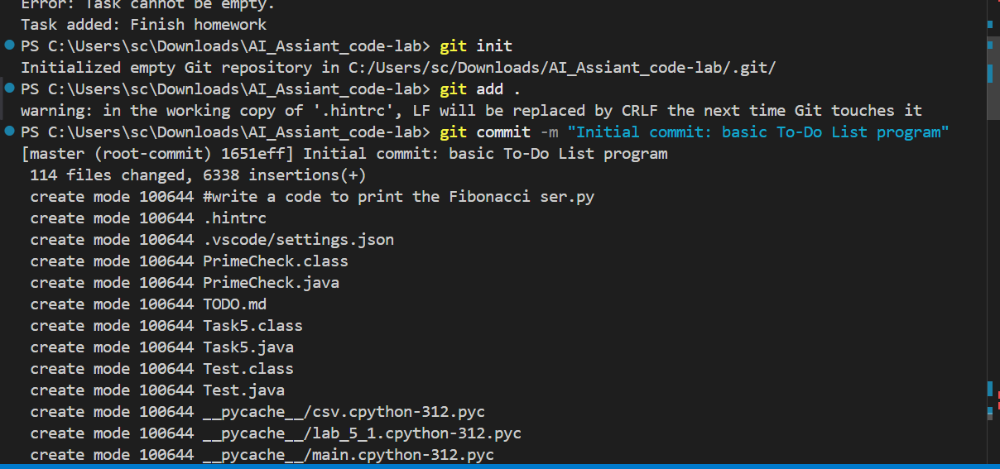 Error: Task cannot be empty.
Task added: Finish homework
PS C:\Users\sc\Downloads\AI_Assiant_code-lab> git init
Initialized empty Git repository in C:/Users/sc/Downloads/AI_Assiant_code-lab/.git/
PS C:\Users\sc\Downloads\AI_Assiant_code-lab> git add .
warning: in the working copy of '.hintrc', LF will be replaced by CRLF the next time Git touches it
PS C:\Users\sc\Downloads\AI_Assiant_code-lab> git commit -m "Initial commit: basic To-Do List program"
[master (root-commit) 1651eff] Initial commit: basic To-Do List program
 114 files changed, 6338 insertions(+)
 create mode 100644 #write a code to print the Fibonacci ser.py
 create mode 100644 .hintrc
 create mode 100644 .vscode/settings.json
 create mode 100644 PrimeCheck.class
 create mode 100644 PrimeCheck.java
 create mode 100644 TODO.md
 create mode 100644 Task5.class
 create mode 100644 Task5.java
 create mode 100644 Test.class
 create mode 100644 Test.java
 create mode 100644 __pycache__/csv.cpython-312.pyc
 create mode 100644 __pycache__/lab_5_1.cpython-312.pyc
 create mode 100644 __pycache__/main.cpython-312.pyc